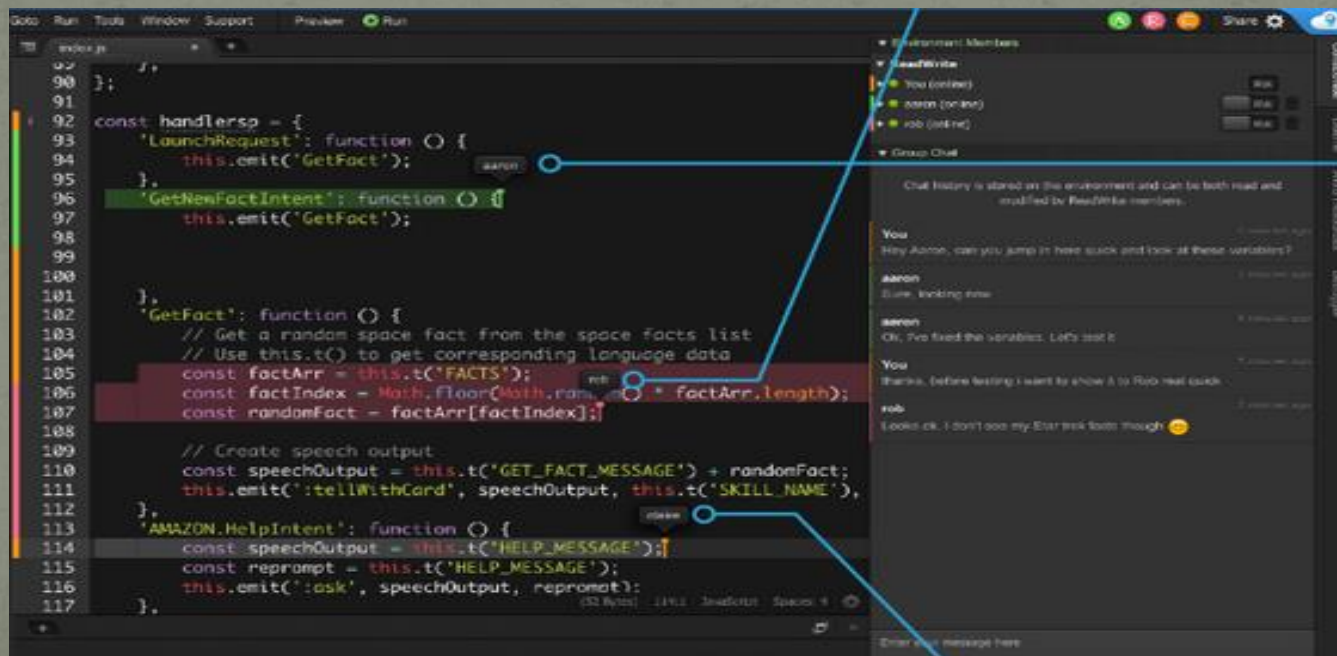 Goto Run Tools Window Support Preview Run
A R C Share
index.js
89 },
90 };
91
92 const handlersp = {
93 'LaunchRequest': function () {
94 this.emit('GetFact');
aaron
95 },
96 'GetNewFactIntent': function () {
97 this.emit('GetFact');
98
99
100
101 },
102 'GetFact': function () {
103 // Get a random space fact from the space facts list
104 // Use this.t() to get corresponding language data
105 const factArr = this.t('FACTS');
rob
106 const factIndex = Math.floor(Math.random() * factArr.length);
107 const randomFact = factArr[factIndex];
108
109 // Create speech output
110 const speechOutput = this.t('GET_FACT_MESSAGE') + randomFact;
111 this.emit(':tellWithCard', speechOutput, this.t('SKILL_NAME'),
112 },
113 'AMAZON.HelpIntent': function () {
114 const speechOutput = this.t('HELP_MESSAGE');
115 const reprompt = this.t('HELP_MESSAGE');
116 this.emit(':ask', speechOutput, reprompt);
117 },
(52 Bytes) JavaScript Spaces: 4
Environment Members
ReadWrite
You (online)
aaron (online)
rob (online)
Group Chat
Chat history is stored on the environment and can be both read and
modified by ReadWrite members.
You
Hey Aaron, can you jump in here quick and look at these variables?
aaron
Sure, looking now
aaron
Ok, I've fixed the variables. Let's test it
You
thanks, before testing I want to show it to Rob real quick
rob
Looks ok. I don't see my Star trek facts though
Enter your message here